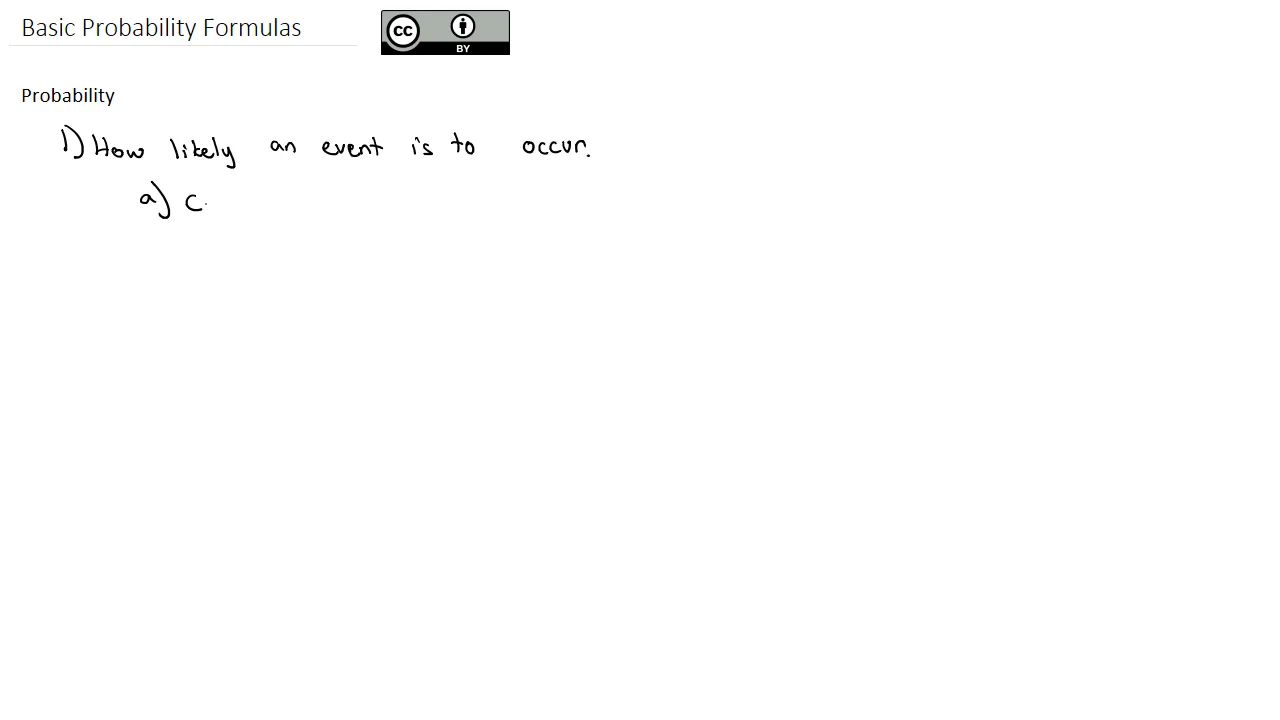 Basic Probability Formulas
cc BY
Probability
1) How likely an event is to occur.
a) c